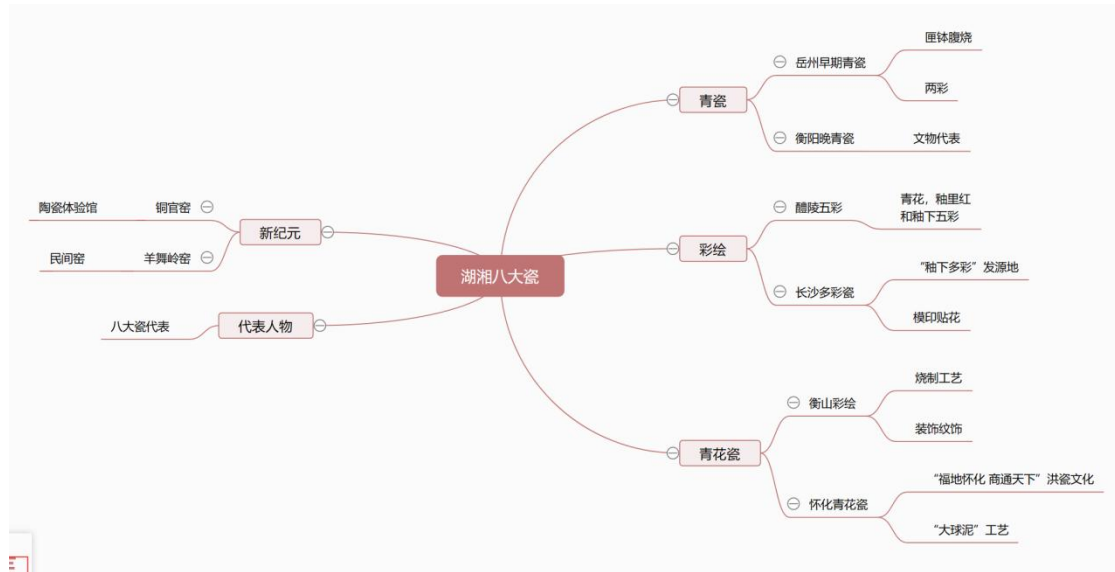 湖湘八大瓷
青瓷
岳州早期青瓷
匣钵腹烧
两彩
衡阳晚青瓷
文物代表
彩绘
醴陵五彩
青花，釉里红
和釉下五彩
长沙多彩瓷
“釉下多彩”发源地
模印贴花
青花瓷
衡山彩绘
烧制工艺
装饰纹饰
怀化青花瓷
“福地怀化 商通天下”洪瓷文化
“大球泥”工艺
新纪元
铜官窑
陶瓷体验馆
羊舞岭窑
民间窑
代表人物
八大瓷代表